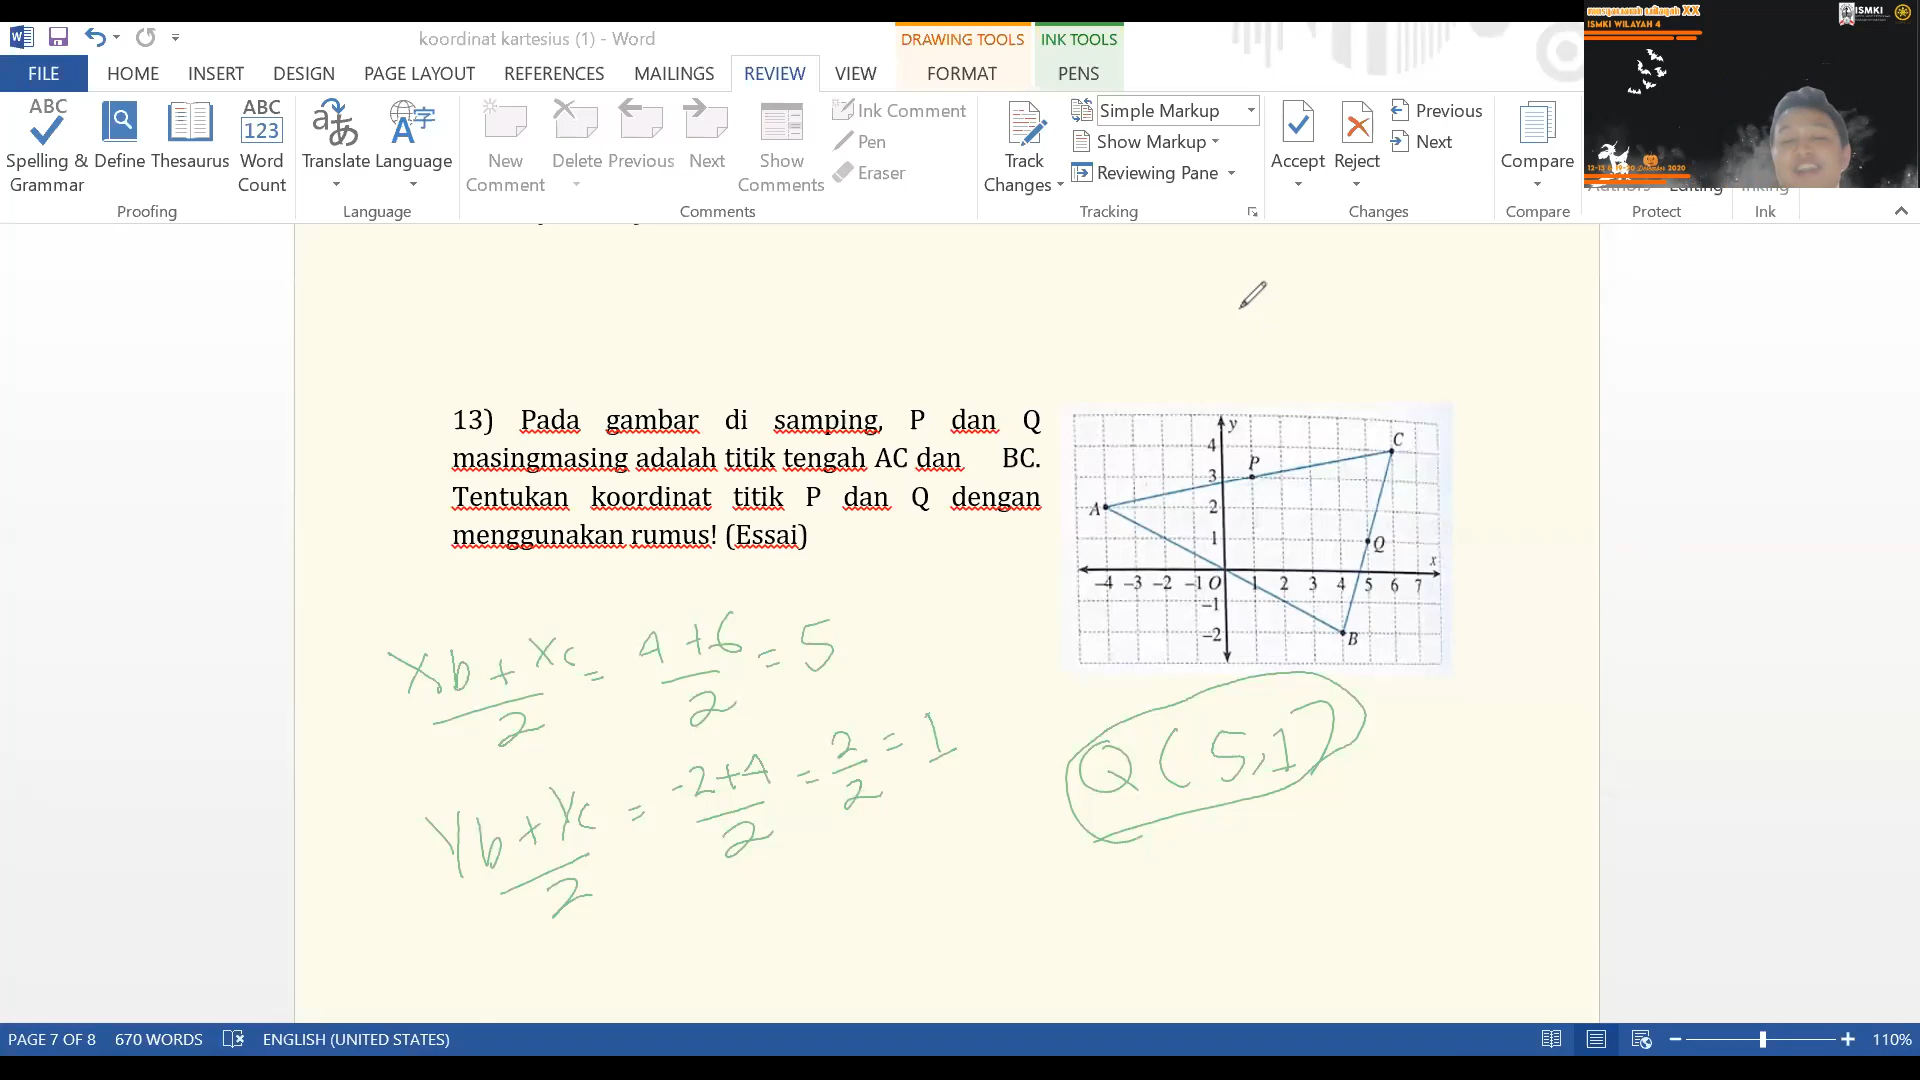 koordinat kartesius (1) - Word
DRAWING TOOLS
INK TOOLS
FILE
HOME
INSERT
DESIGN
PAGE LAYOUT
REFERENCES
MAILINGS
REVIEW
VIEW
FORMAT
PENS
ABC
Spelling &
Grammar
Define
Thesaurus
ABC
123
Word
Count
Proofing
Translate
Language
Language
New
Comment
Delete
Previous
Next
Show
Comments
Ink Comment
Pen
Eraser
Comments
Track
Changes
Simple Markup
Show Markup
Reviewing Pane
Tracking
Accept
Reject
Previous
Next
Changes
Compare
Compare
Protect
Ink
XX
ISMKI WILAYAH 4
ISMKI
13) Pada gambar di samping, P dan Q
masingmasing adalah titik tengah AC dan BC.
Tentukan koordinat titik P dan Q dengan
menggunakan rumus! (Essai)
y
4
C
P
3
A
2
1
Q
x
-4 -3 -2 -1 O 1 2 3 4 5 6 7
-1
-2
B
Xb + Xc / 2 = 4 + 6 / 2 = 5
Yb + Yc / 2 = -2 + 4 / 2 = 2 / 2 = 1
Q (5,1)
PAGE 7 OF 8
670 WORDS
ENGLISH (UNITED STATES)
110%